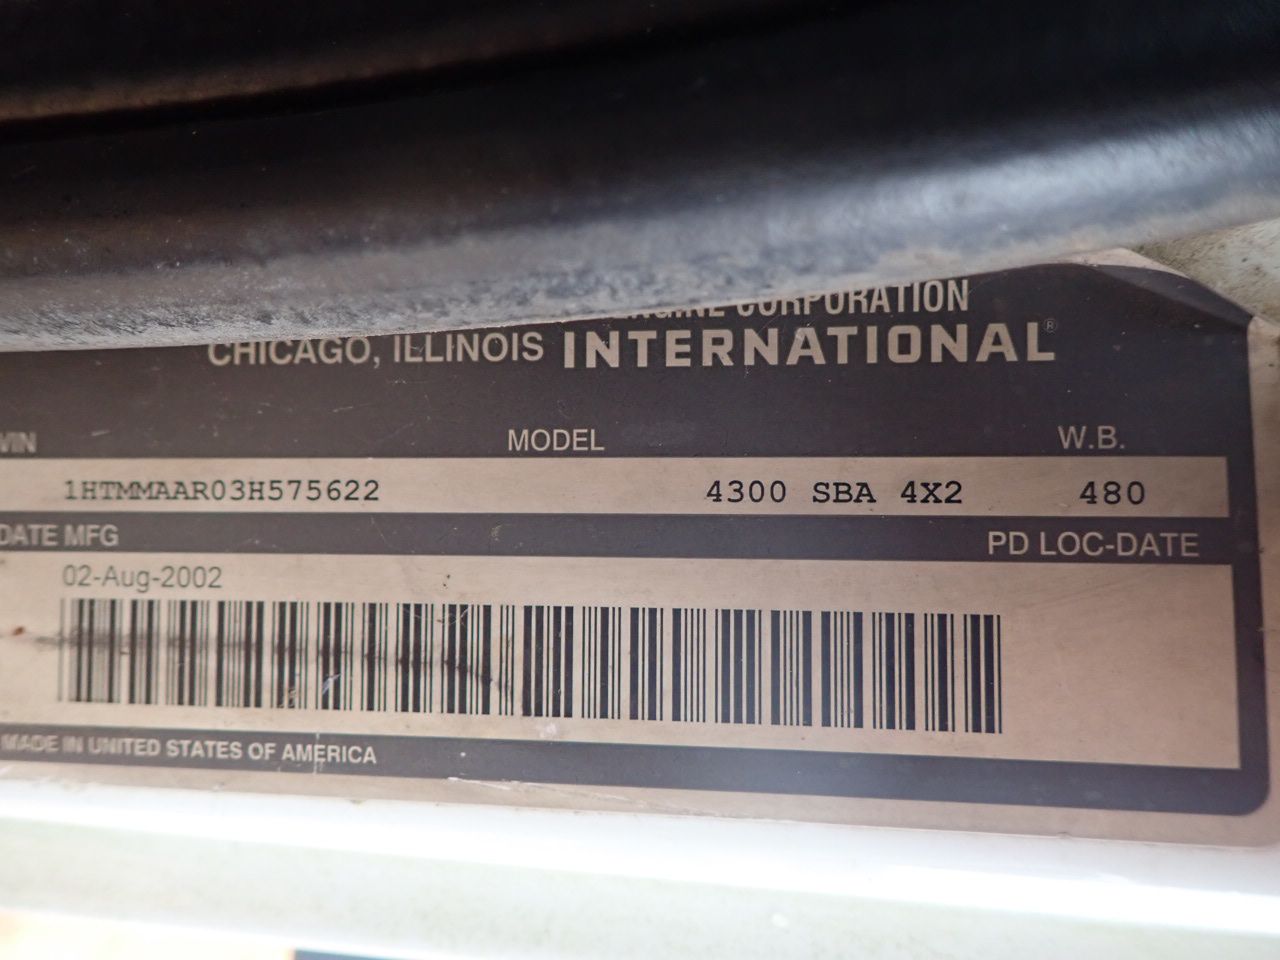 ENGINE CORPORATION
CHICAGO, ILLINOIS INTERNATIONAL®
VIN MODEL W.B.
1HTMMAAR03H575622 4300 SBA 4X2 480
DATE MFG PD LOC-DATE
02-Aug-2002
MADE IN UNITED STATES OF AMERICA